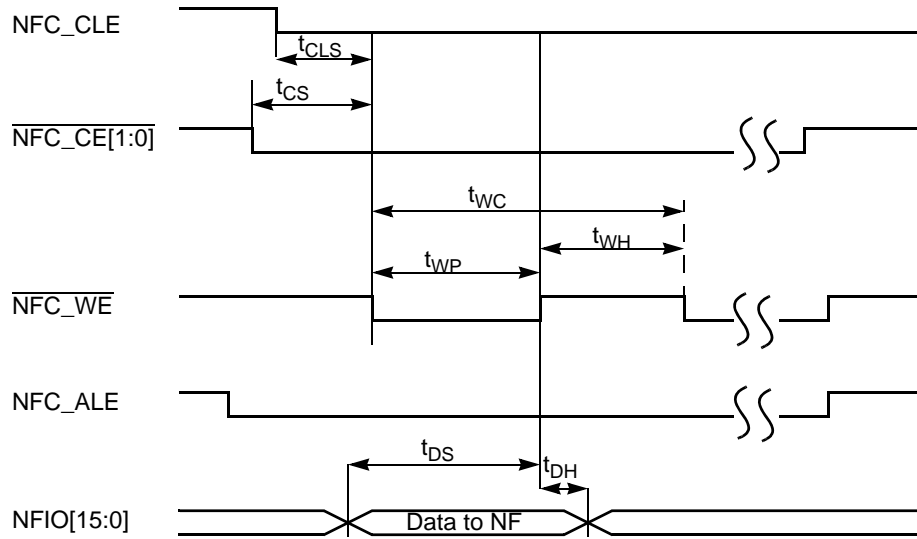 NFC_CLE
tCLS
tCS
NFC_CE[1:0]
tWC
tWH
tWP
NFC_WE
NFC_ALE
tDS
tDH
NFIO[15:0]
Data to NF